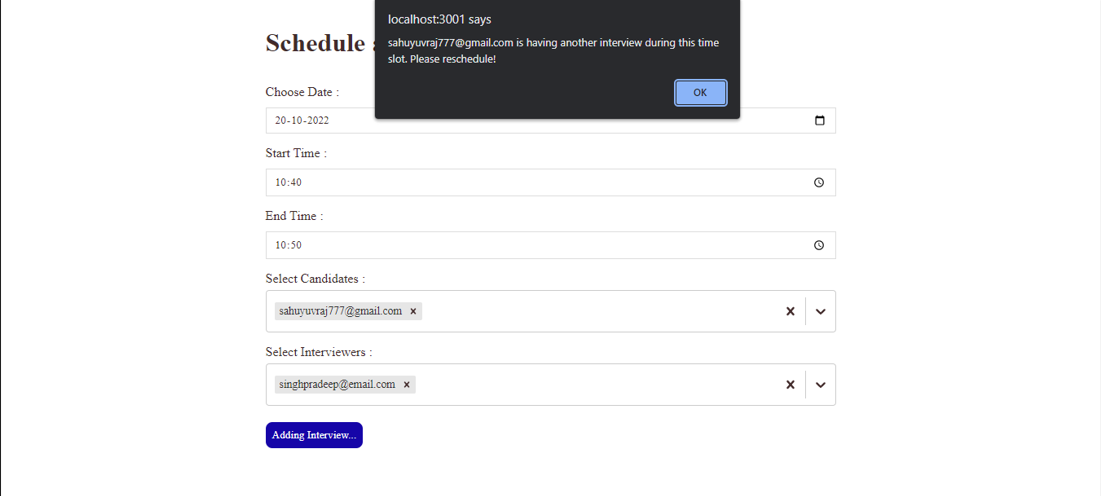 localhost:3001 says
sahuyuvraj777@gmail.com is having another interview during this time
slot. Please reschedule!
OK
Schedule
Choose Date :
20-10-2022
Start Time :
10:40
End Time :
10:50
Select Candidates :
sahuyuvraj777@gmail.com
Select Interviewers :
singhpradeep@email.com
Adding Interview...